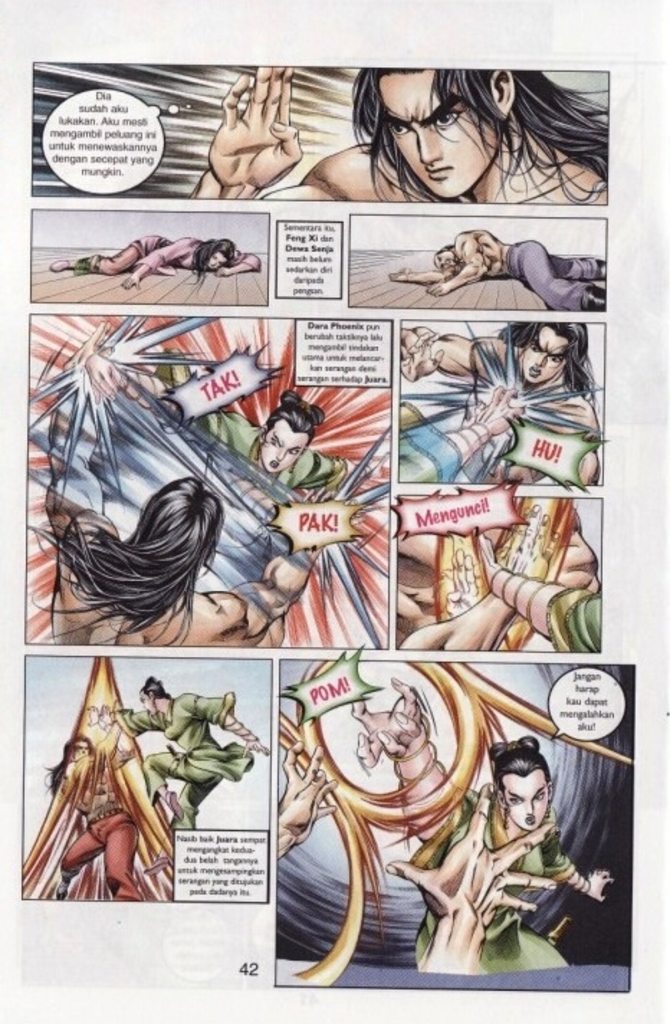 Dia
sudah aku
lukakan. Aku mesti
mengambil peluang ini
untuk menewaskannya
dengan secepat yang
mungkin.
Sementara itu,
Feng Xi dan
Dewa Senja
masih belum
sedarkan diri
daripada
pengsan.
Dara Phoenix pun
berubah taktiknya lalu
mengambil tindakan
utama untuk melancar-
kan serangan demi
serangan terhadap Juara.
TAK!
PAK!
HU!
Mengunci!
Nasib baik Juara sempat
mengangkat kedua-
dua belah tangannya
untuk mengesampingkan
serangan yang ditujukan
pada dadanya itu.
POM!
Jangan
harap
kau dapat
mengalahkan
aku!
42